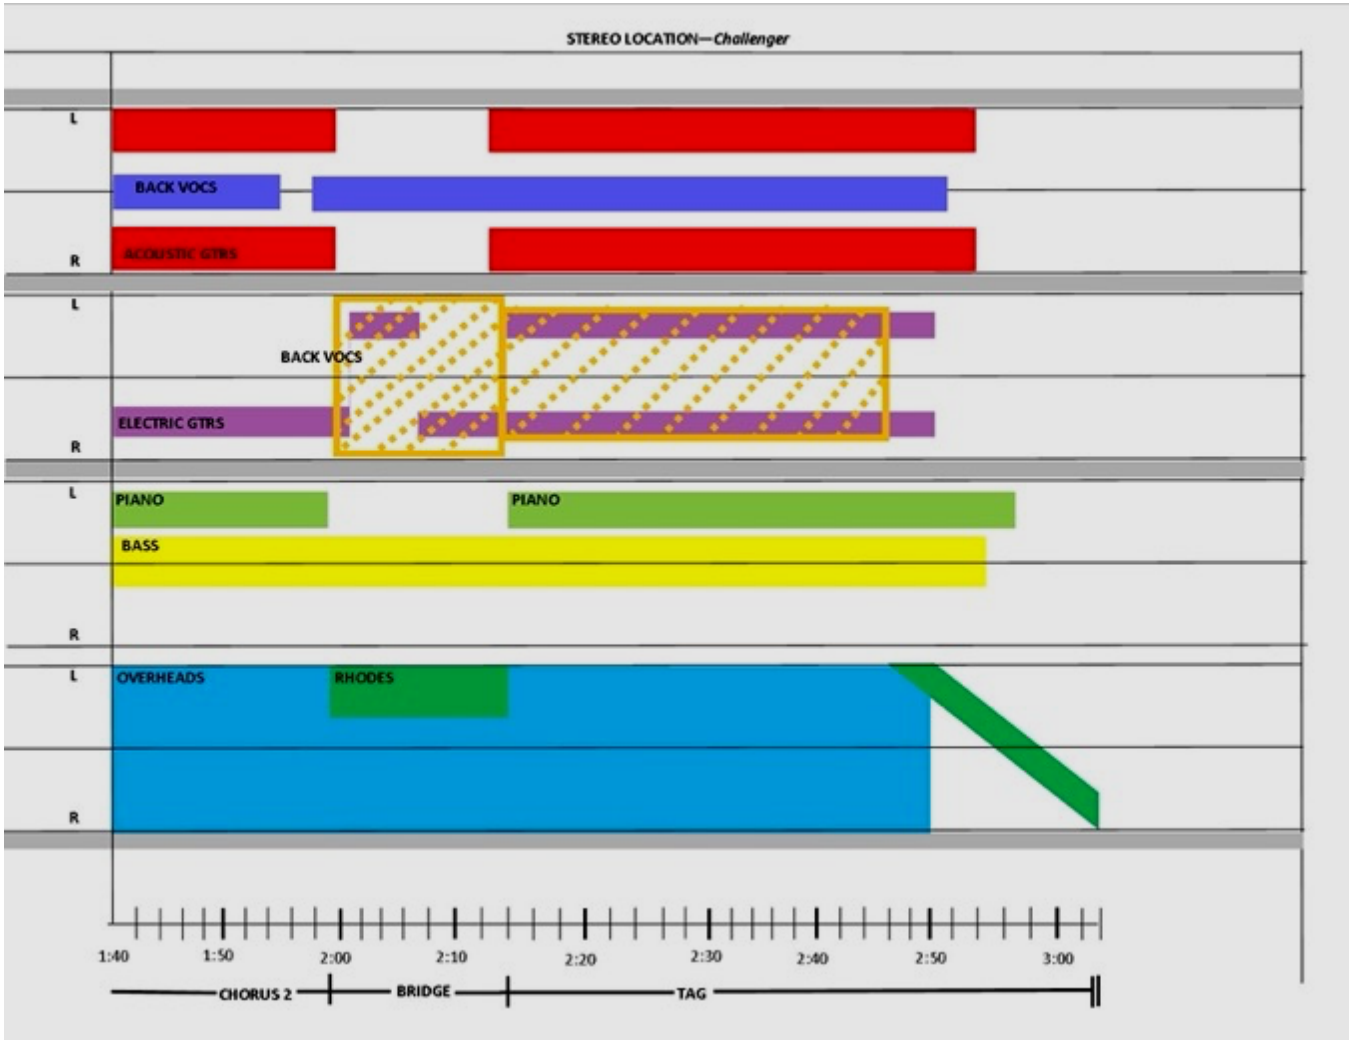 STEREO LOCATION—Challenger
L
BACK VOCS
ACOUSTIC GTRS
R
L
BACK VOCS
ELECTRIC GTRS
R
L
PIANO PIANO
BASS
R
L
OVERHEADS RHODES
R
1:40 1:50 2:00 2:10 2:20 2:30 2:40 2:50 3:00
CHORUS 2 BRIDGE TAG